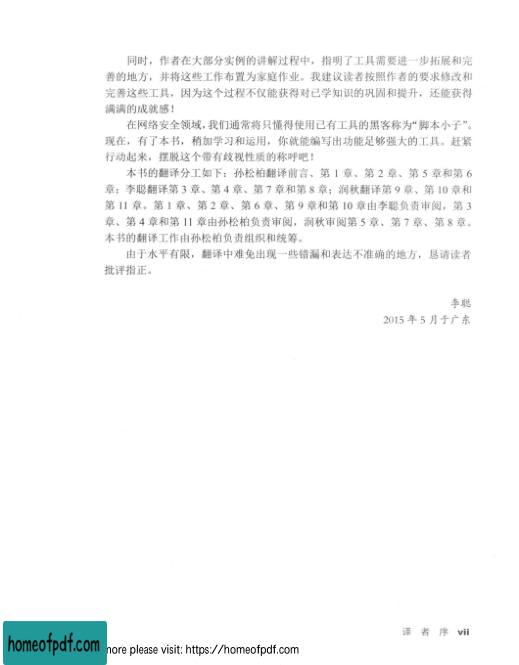 同时，作者在大部分实例的讲解过程中，指明了工具需要进一步拓展和完
善的地方，并将这些工作布置为家庭作业。我建议读者按照作者的要求修改和
完善这些工具，因为这个过程不仅能获得对已学知识的巩固和提升，还能获得
满满的成就感！
在网络安全领域，我们通常将只懂得使用已有工具的黑客称为“脚本小子”。
现在，有了本书，稍加学习和运用，你就能编写出功能足够强大的工具。赶紧
行动起来，摆脱这个带有歧视性质的称呼吧！
本书的翻译分工如下：孙松柏翻译前言、第 1 章、第 2 章、第 5 章和第 6
章；李聪翻译第 3 章、第 4 章、第 7 章和第 8 章；润秋翻译第 9 章、第 10 章和
第 11 章。第 1 章、第 2 章、第 6 章、第 9 章和第 10 章由李聪负责审阅，第 3
章、第 4 章和第 11 章由孙松柏负责审阅，润秋审阅第 5 章、第 7 章、第 8 章。
本书的翻译工作由孙松柏负责组织和统筹。
由于水平有限，翻译中难免出现一些错漏和表达不准确的地方，恳请读者
批评指正。
李聪
2015 年 5 月于广东
译 者 序 vii
homeofpdf.com
more please visit: https://homeofpdf.com